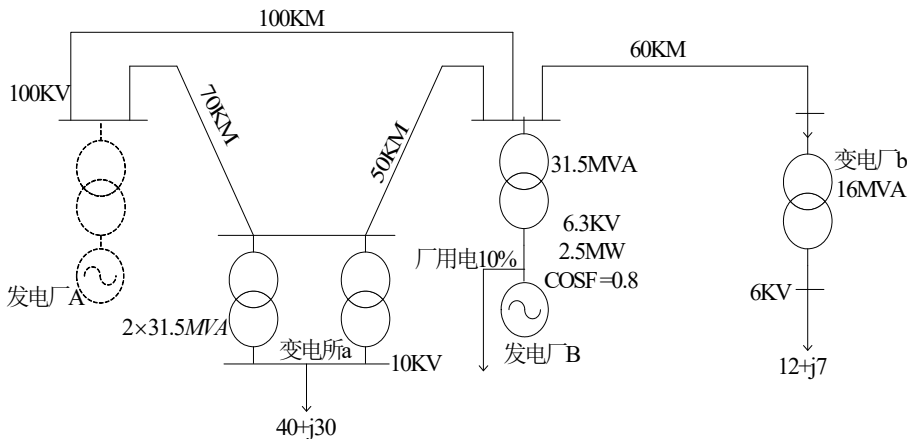 100KM
60KM
100KV
70KM
50KM
31.5MVA
变电厂b
16MVA
6.3KV
2.5MW
COSF=0.8
厂用电10%
发电厂A
2×31.5MVA
变电所a
10KV
发电厂B
6KV
12+j7
40+j30